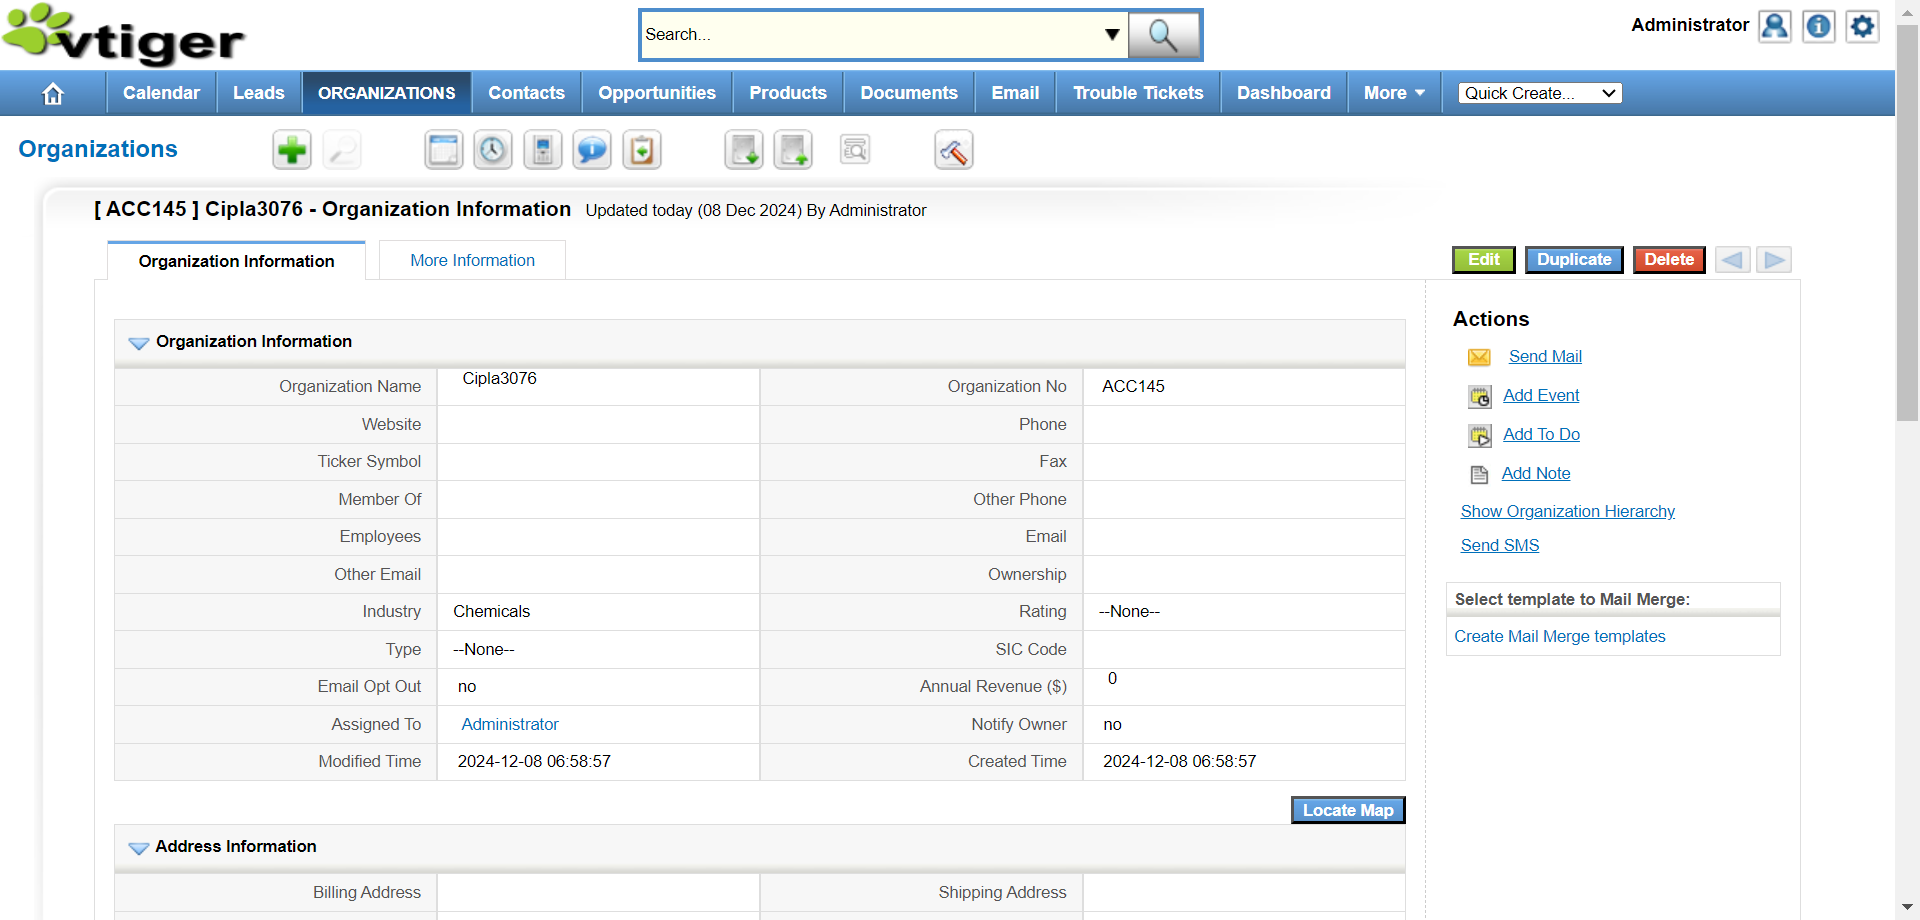 vtiger
Search...
Administrator
Calendar Leads ORGANIZATIONS Contacts Opportunities Products Documents Email Trouble Tickets Dashboard More Quick Create...
Organizations
[ ACC145 ] Cipla3076 - Organization Information Updated today (08 Dec 2024) By Administrator
Organization Information More Information
Edit Duplicate Delete
Organization Information
Organization Name Cipla3076 Organization No ACC145
Website Phone
Ticker Symbol Fax
Member Of Other Phone
Employees Email
Other Email Ownership
Industry Chemicals Rating --None--
Type --None-- SIC Code
Email Opt Out no Annual Revenue ($) 0
Assigned To Administrator Notify Owner no
Modified Time 2024-12-08 06:58:57 Created Time 2024-12-08 06:58:57
Locate Map
Address Information
Billing Address Shipping Address
Actions
Send Mail
Add Event
Add To Do
Add Note
Show Organization Hierarchy
Send SMS
Select template to Mail Merge:
Create Mail Merge templates